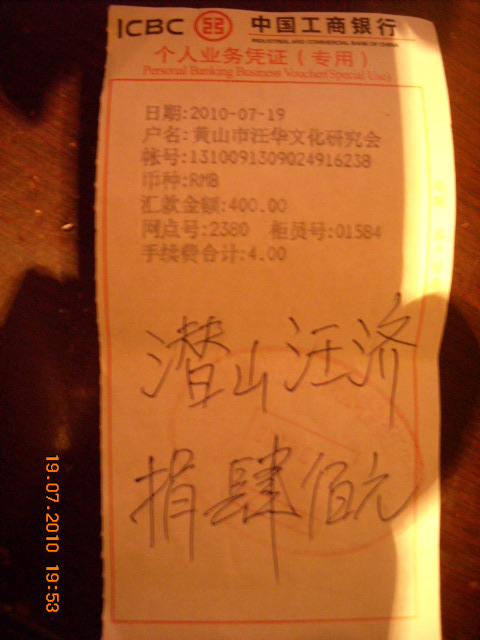 ICBC 中国工商银行
INDUSTRIAL AND COMMERCIAL BANK OF CHINA
个人业务凭证（专用）
Personal Banking Business Voucher(Special Use)
日期:2010-07-19
户名:黄山市汪华文化研究会
帐号:1310091309024916238
币种:RMB
汇款金额:400.00
网点号:2380 柜员号:01584
手续费合计:4.00
潜山汪济
捐肆佰元
19.07.2010 19:53